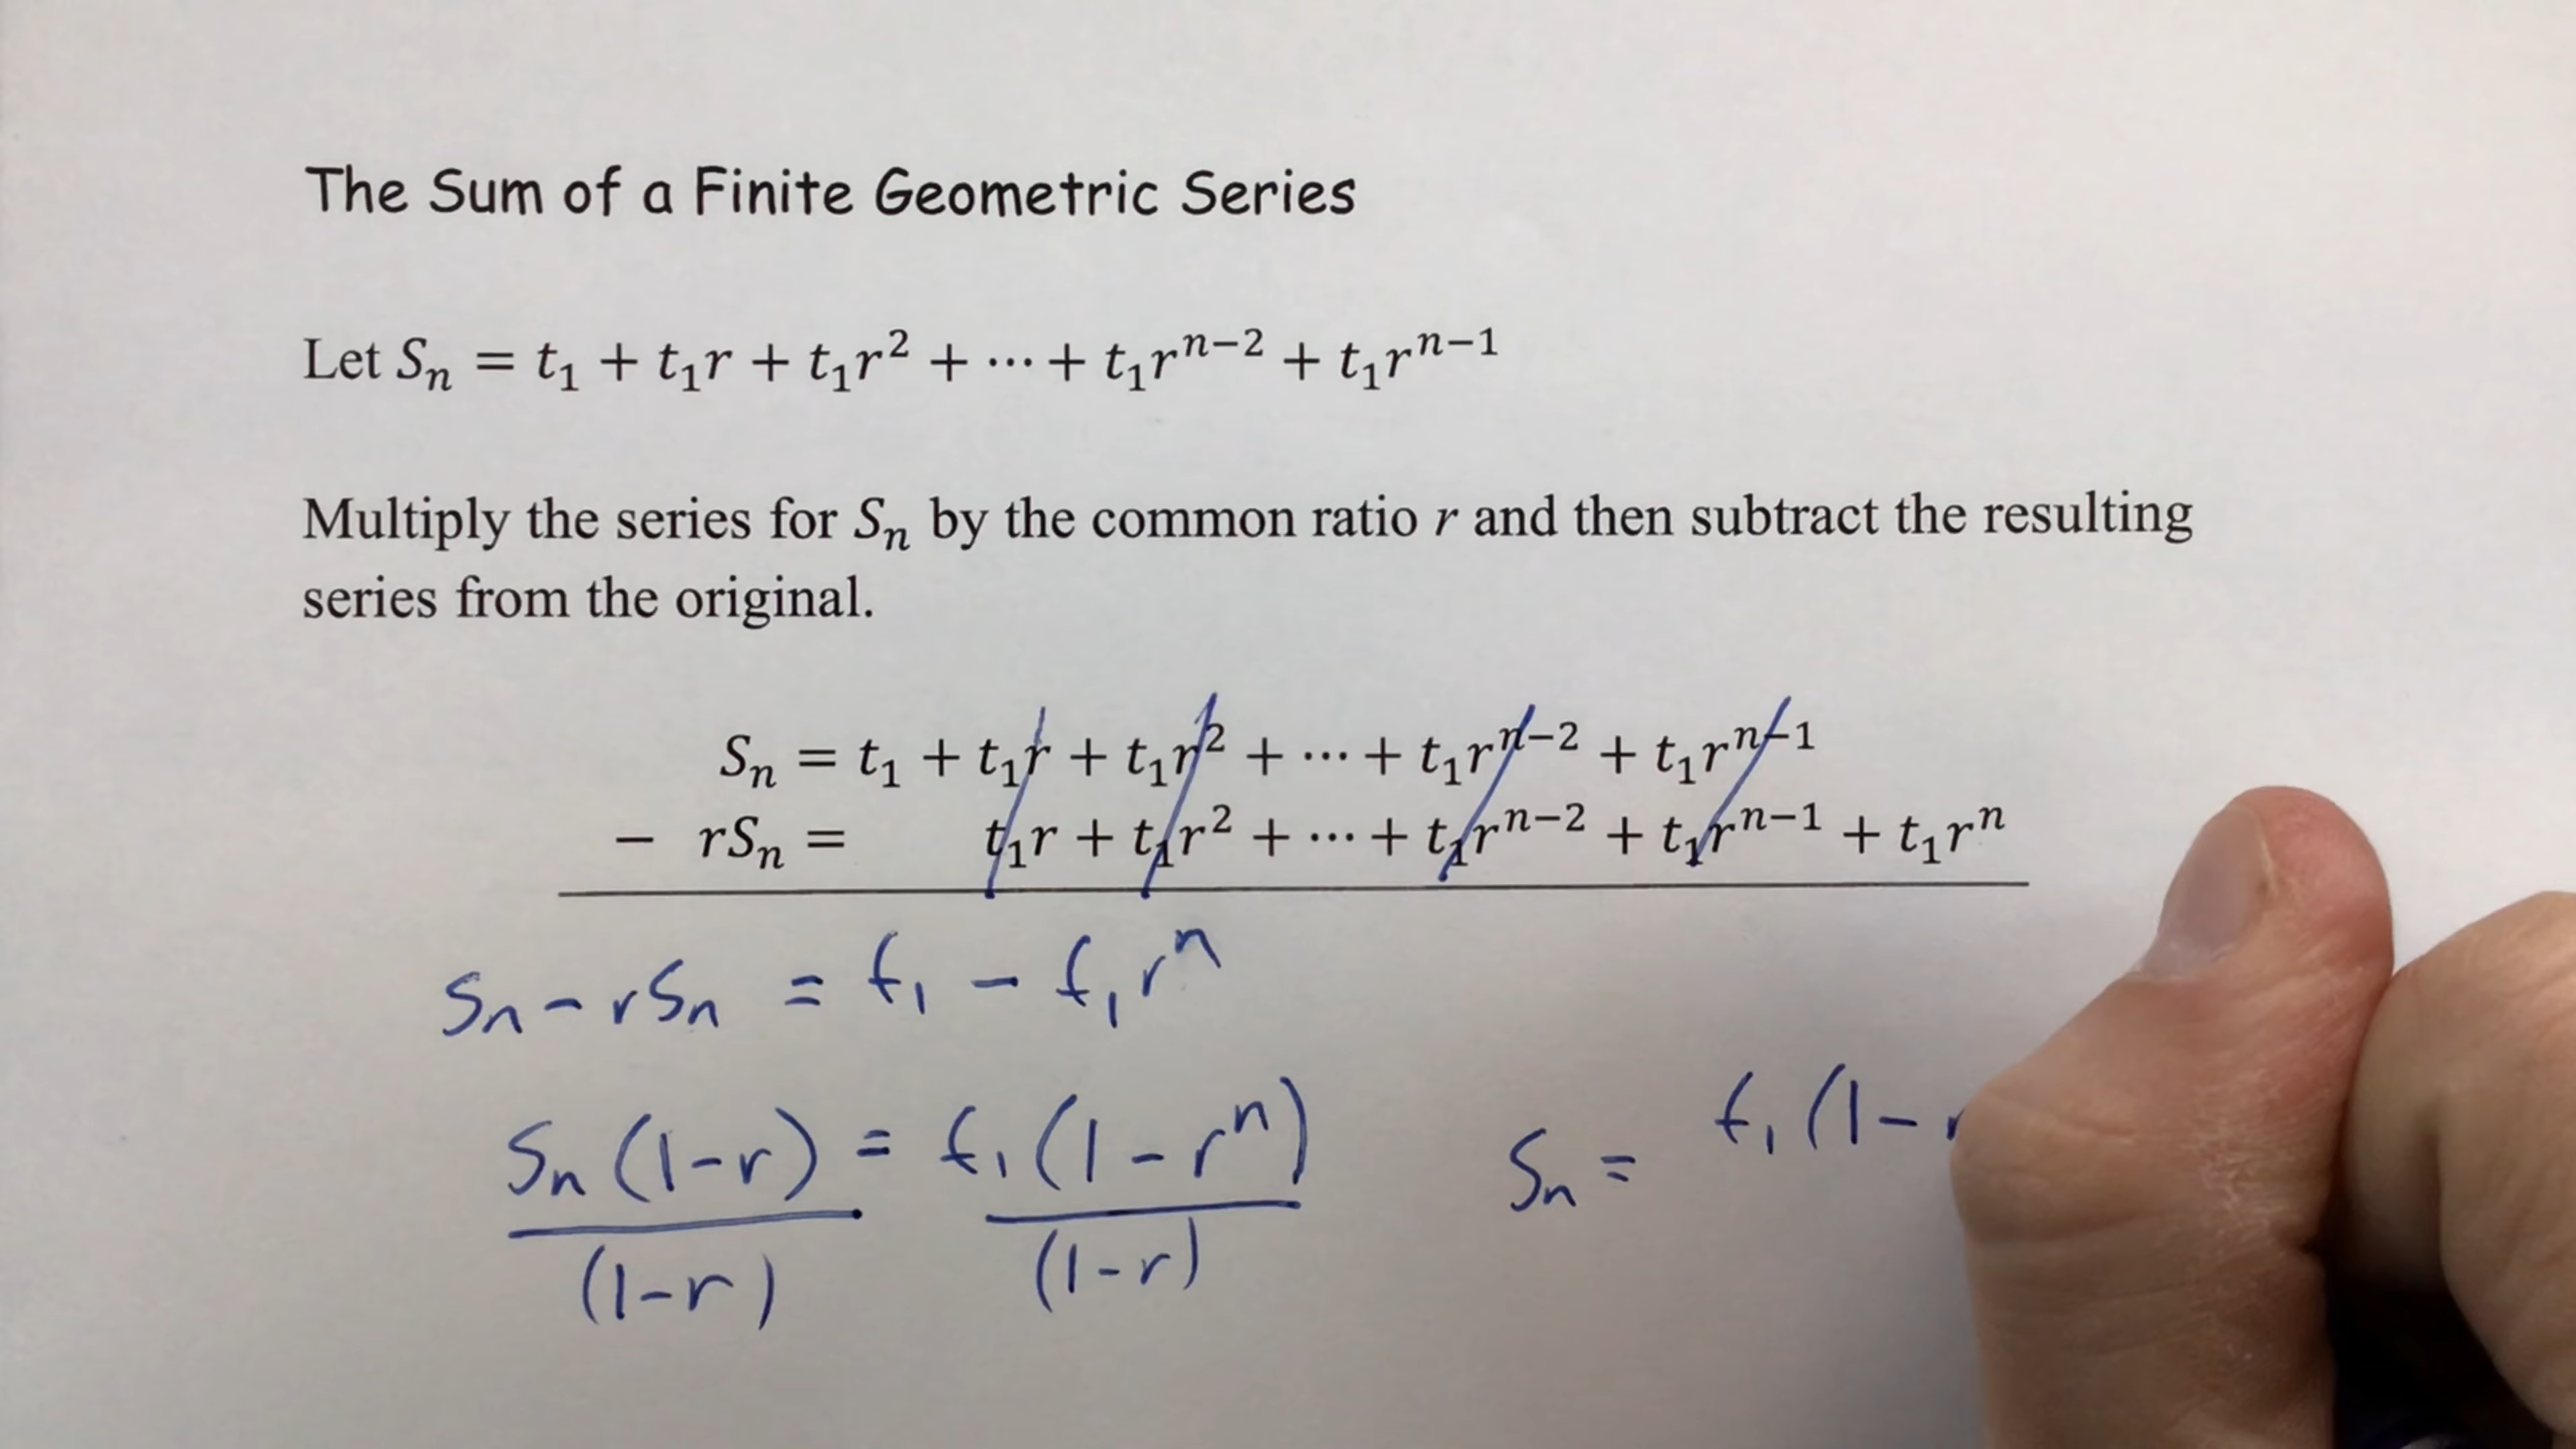 The Sum of a Finite Geometric Series
Let Sₙ = t₁ + t₁r + t₁r² + ⋯ + t₁rⁿ⁻² + t₁rⁿ⁻¹
Multiply the series for Sₙ by the common ratio r and then subtract the resulting
series from the original.
Sₙ = t₁ + t₁r + t₁r² + ⋯ + t₁rⁿ⁻² + t₁rⁿ⁻¹
− rSₙ = t₁r + t₁r² + ⋯ + t₁rⁿ⁻² + t₁rⁿ⁻¹ + t₁rⁿ
Sₙ − rSₙ = t₁ − t₁rⁿ
Sₙ (1−r) = t₁ (1 − rⁿ)
(1−r) (1−r)
Sₙ = t₁ (1 −